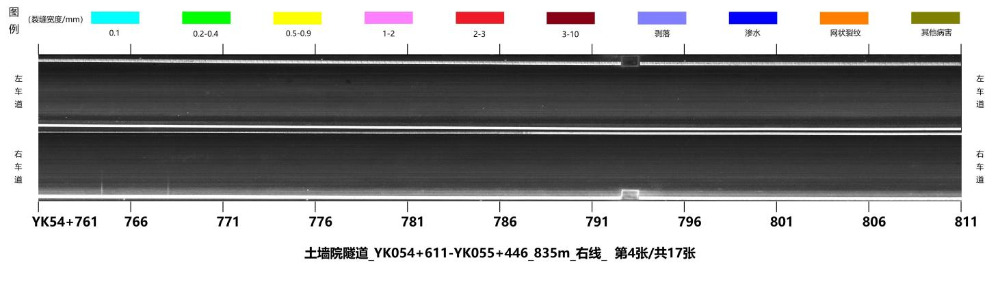 图例
(裂缝宽度/mm)
0.1 0.2-0.4 0.5-0.9 1-2 2-3 3-10 剥落 渗水 网状裂纹 其他病害
左车道
左车道
右车道
右车道
YK54+761 766 771 776 781 786 791 796 801 806 811
土墙院隧道_YK054+611-YK055+446_835m_右线_ 第4张/共17张